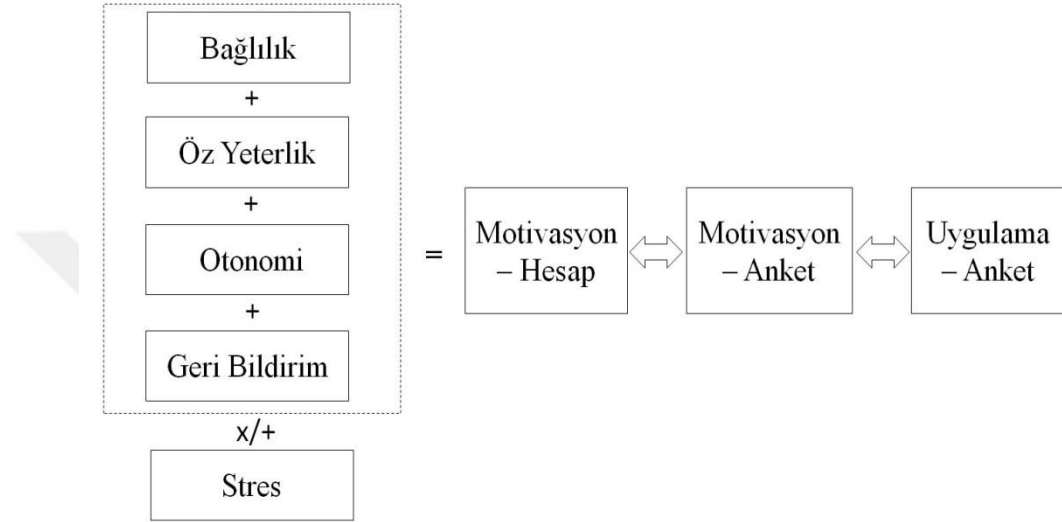 Bağlılık
+
Öz Yeterlik
+
Otonomi
+
Geri Bildirim
x/+
Stres
=
Motivasyon
– Hesap
Motivasyon
– Anket
Uygulama
– Anket